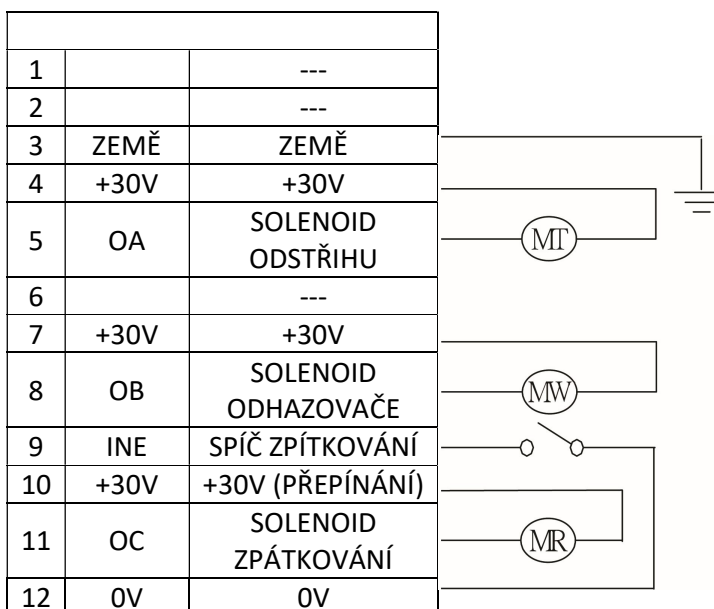 1 ---
2 ---
3 ZEMĚ ZEMĚ
4 +30V +30V
5 OA SOLENOID
ODSTŘIHU
MT
6 ---
7 +30V +30V
8 OB SOLENOID
ODHAZOVAČE
MW
9 INE SPÍČ ZPÍTKOVÁNÍ
10 +30V +30V (PŘEPÍNÁNÍ)
11 OC SOLENOID
ZPÁTKOVÁNÍ
MR
12 0V 0V